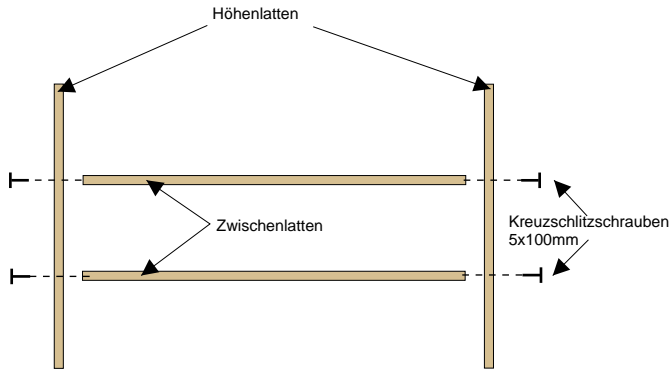 Höhenlatten
Zwischenlatten
Kreuzschlitzschrauben
5x100mm